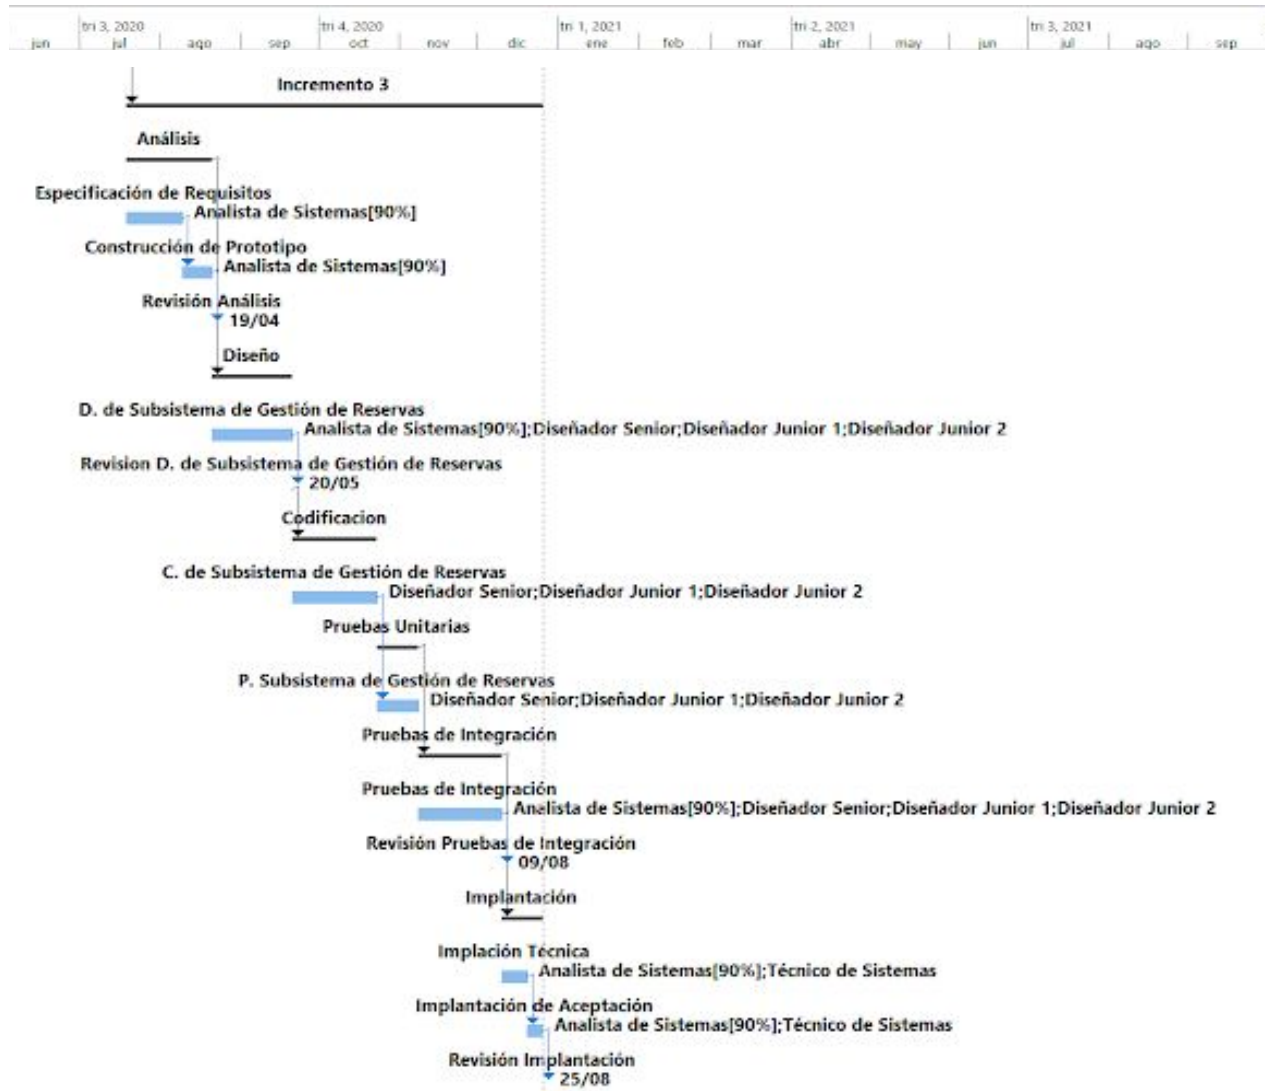 tri 3, 2020 tri 4, 2020 tri 1, 2021 tri 2, 2021 tri 3, 2021
jun jul ago sep oct nov dic ene feb mar abr may jun jul ago sep
Incremento 3
Análisis
Especificación de Requisitos
Analista de Sistemas[90%]
Construcción de Prototipo
Analista de Sistemas[90%]
Revisión Análisis
19/04
Diseño
D. de Subsistema de Gestión de Reservas
Analista de Sistemas[90%];Diseñador Senior;Diseñador Junior 1;Diseñador Junior 2
Revision D. de Subsistema de Gestión de Reservas
20/05
Codificacion
C. de Subsistema de Gestión de Reservas
Diseñador Senior;Diseñador Junior 1;Diseñador Junior 2
Pruebas Unitarias
P. Subsistema de Gestión de Reservas
Diseñador Senior;Diseñador Junior 1;Diseñador Junior 2
Pruebas de Integración
Pruebas de Integración
Analista de Sistemas[90%];Diseñador Senior;Diseñador Junior 1;Diseñador Junior 2
Revisión Pruebas de Integración
09/08
Implantación
Implación Técnica
Analista de Sistemas[90%];Técnico de Sistemas
Implantación de Aceptación
Analista de Sistemas[90%];Técnico de Sistemas
Revisión Implantación
25/08